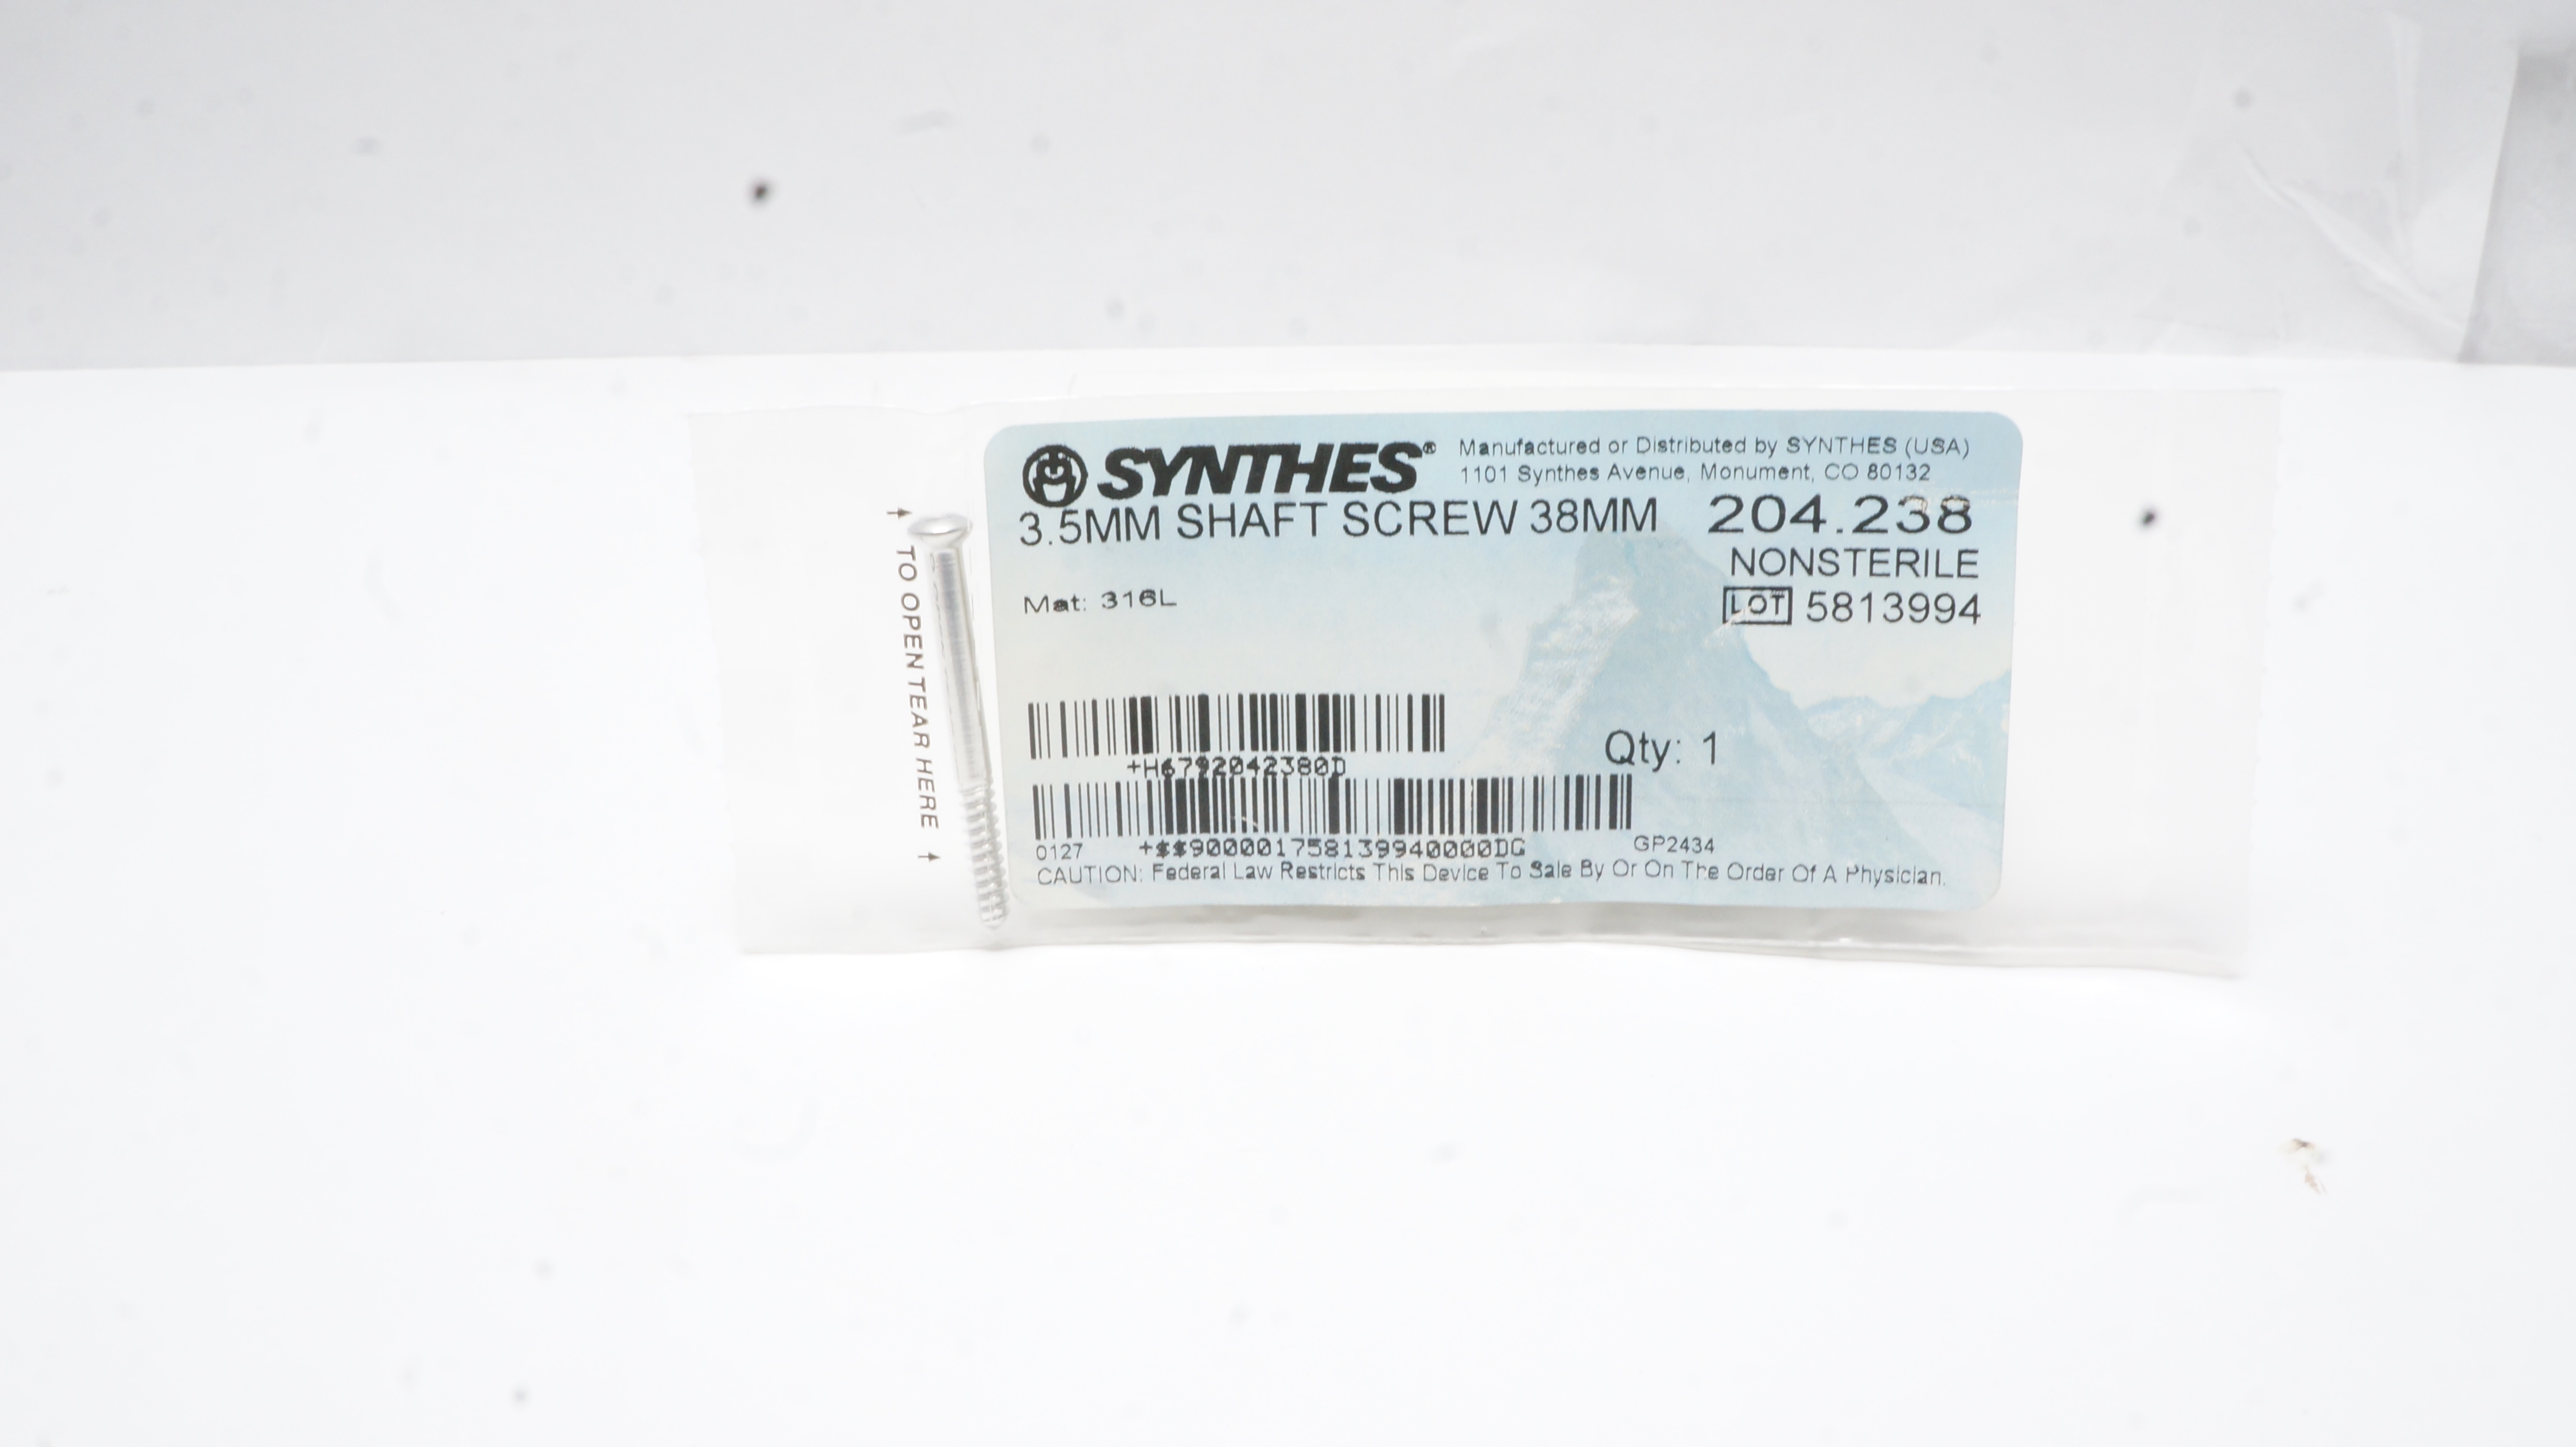 TO OPEN TEAR HERE
SYNTHES®
Manufactured or Distributed by SYNTHES (USA)
1101 Synthes Avenue, Monument, CO 80132
3.5MM SHAFT SCREW 38MM 204.238
NONSTERILE
Mat: 316L
LOT 5813994
+H6792042380D
Qty: 1
0127 +$$900001758139940000DG GP2434
CAUTION: Federal Law Restricts This Device To Sale By Or On The Order Of A Physician.